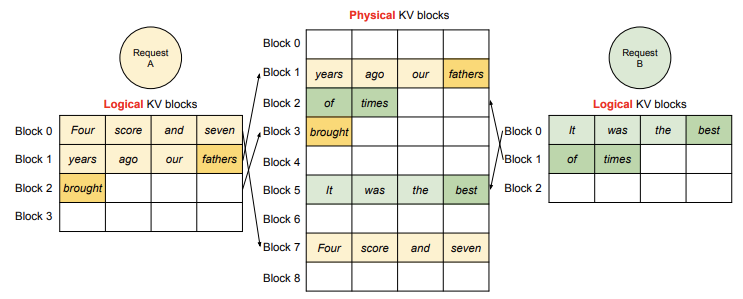 Physical KV blocks
Request
A
Logical KV blocks
Block 0 Four score and seven
Block 1 years ago our fathers
Block 2 brought
Block 3
Block 0
Block 1 years ago our fathers
Block 2 of times
Block 3 brought
Block 4
Block 5 It was the best
Block 6
Block 7 Four score and seven
Block 8
Request
B
Logical KV blocks
Block 0 It was the best
Block 1 of times
Block 2